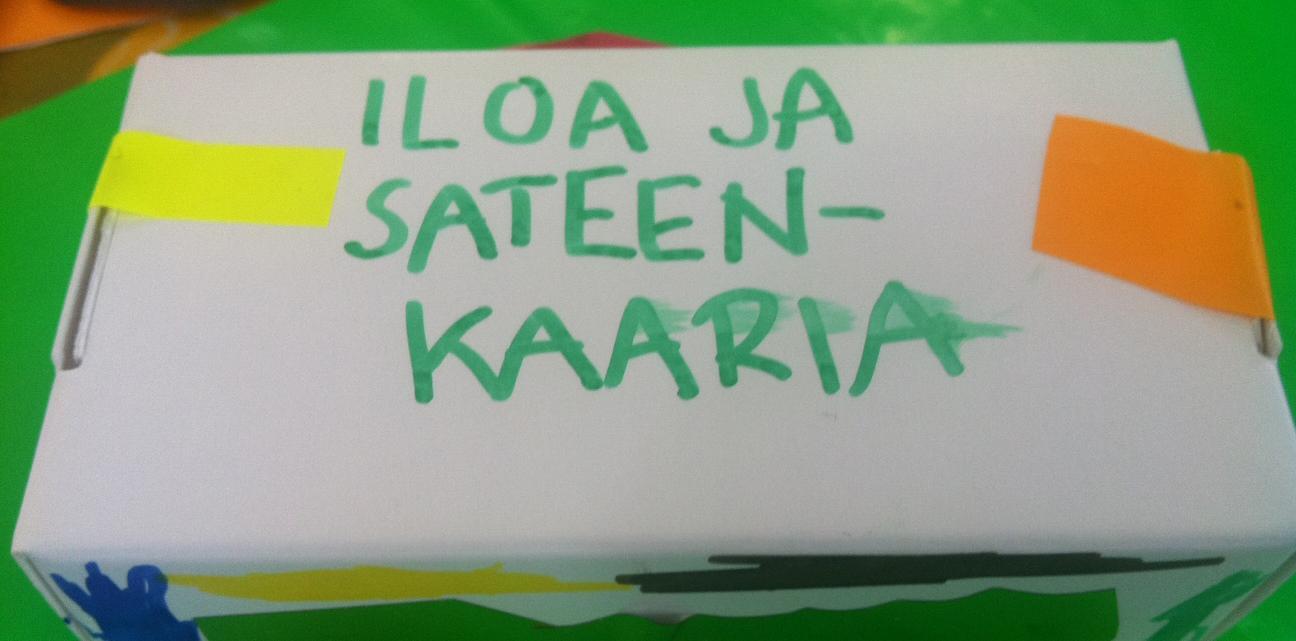 ILOA JA
SATEEN-
KAARIA